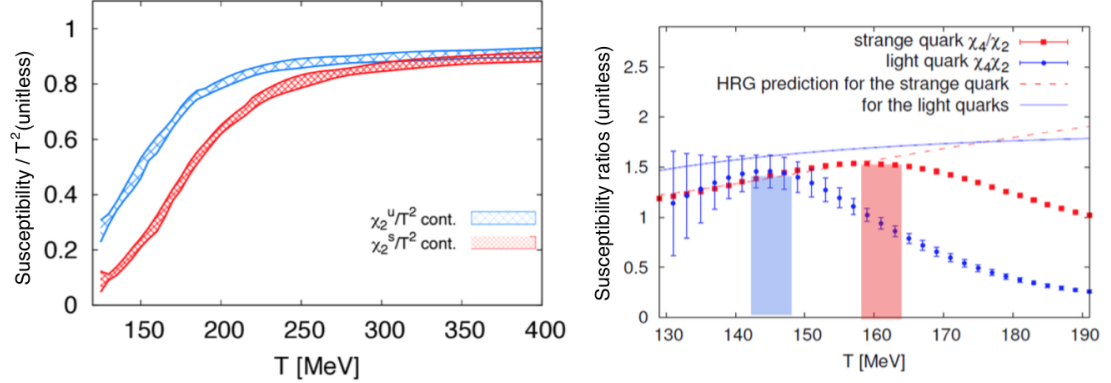 Susceptibility / T² (unitless)
1
0.8
0.6
0.4
0.2
0
χ₂ᵘ/T² cont.
χ₂ˢ/T² cont.
150 200 250 300 350 400
T [MeV]
Susceptibility ratios (unitless)
strange quark χ₄/χ₂
light quark χ₄χ₂
HRG prediction for the strange quark
for the light quarks
2.5
2
1.5
1
0.5
0
130 140 150 160 170 180 190
T [MeV]